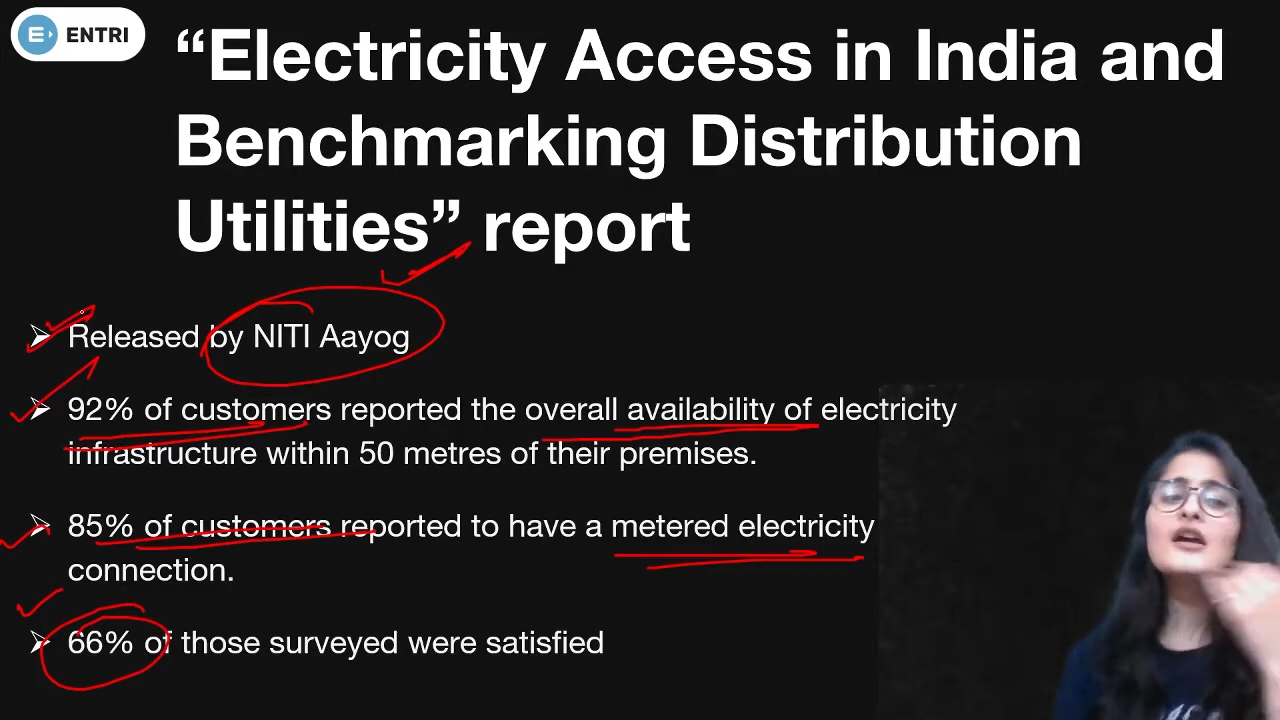 ENTRI
“Electricity Access in India and
Benchmarking Distribution
Utilities” report
Released by NITI Aayog
92% of customers reported the overall availability of electricity
infrastructure within 50 metres of their premises.
85% of customers reported to have a metered electricity
connection.
66% of those surveyed were satisfied